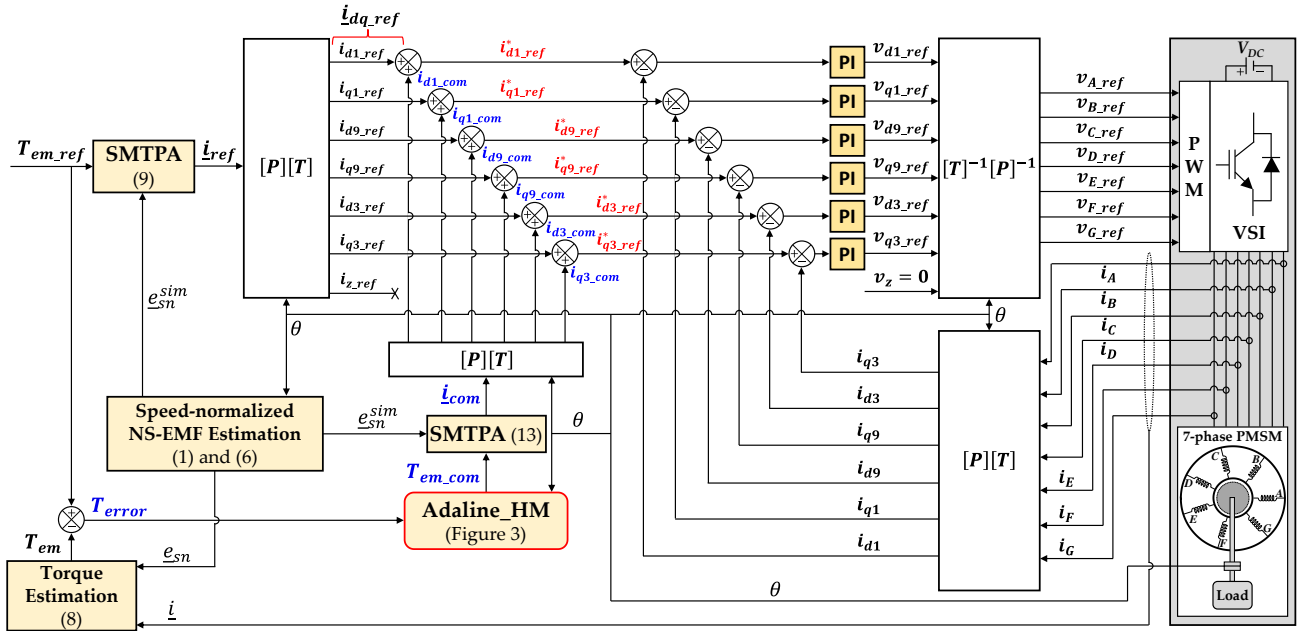 i_dq_ref
T_em_ref
SMTPA
(9)
i_ref
[P][T]
i_d1_ref
i_q1_ref
i_d9_ref
i_q9_ref
i_d3_ref
i_q3_ref
i_z_ref
i_d1_com
i_q1_com
i_d9_com
i_q9_com
i_d3_com
i_q3_com
i*_d1_ref
i*_q1_ref
i*_d9_ref
i*_q9_ref
i*_d3_ref
i*_q3_ref
PI
PI
PI
PI
PI
PI
v_d1_ref
v_q1_ref
v_d9_ref
v_q9_ref
v_d3_ref
v_q3_ref
v_z = 0
[T]⁻¹[P]⁻¹
v_A_ref
v_B_ref
v_C_ref
v_D_ref
v_E_ref
v_F_ref
v_G_ref
P
W
M
V_DC
+ −
VSI
e_sn^sim
θ
θ
[P][T]
i_com
Speed-normalized
NS-EMF Estimation
(1) and (6)
e_sn^sim
SMTPA (13)
θ
T_em_com
T_error
Adaline_HM
(Figure 3)
T_em
e_sn
Torque
Estimation
(8)
i
θ
i_q3
i_d3
i_q9
i_d9
i_q1
i_d1
[P][T]
i_A
i_B
i_C
i_D
i_E
i_F
i_G
7-phase PMSM
C
B
D
A
E
G
F
Load